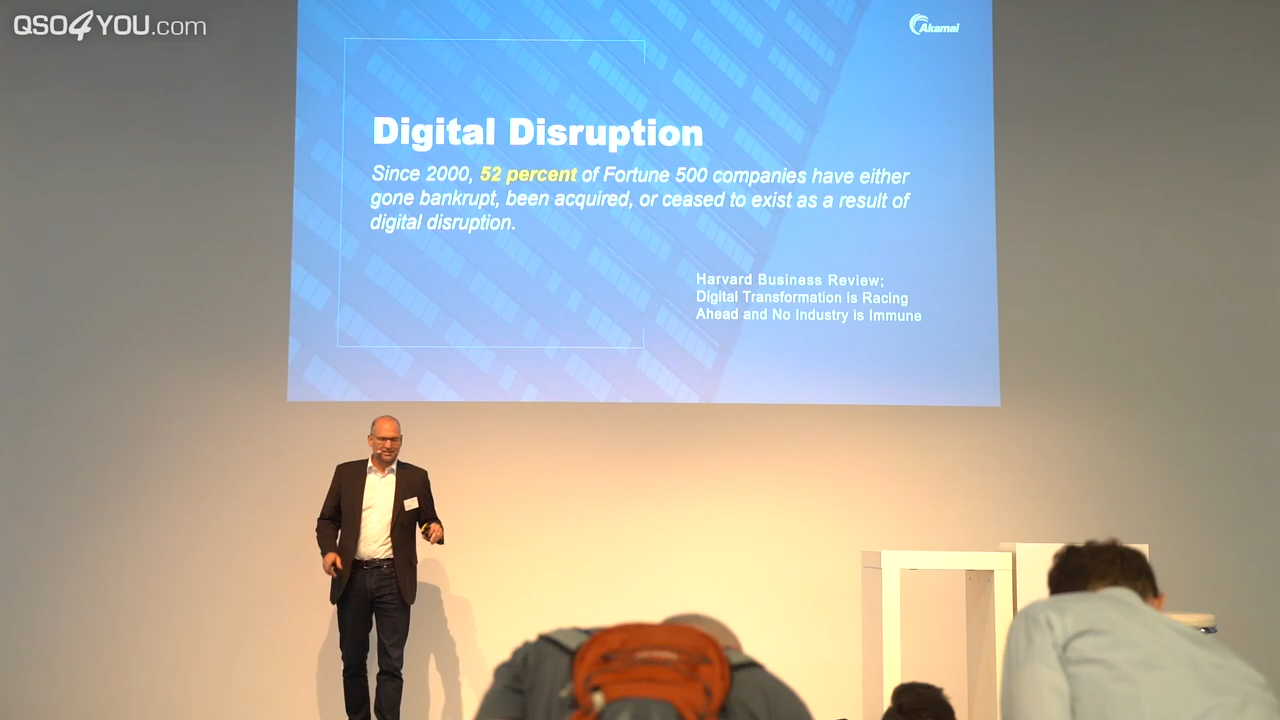 QSO4YOU.com
Akamai
Digital Disruption
Since 2000, 52 percent of Fortune 500 companies have either
gone bankrupt, been acquired, or ceased to exist as a result of
digital disruption.
Harvard Business Review;
Digital Transformation is Racing
Ahead and No Industry is Immune